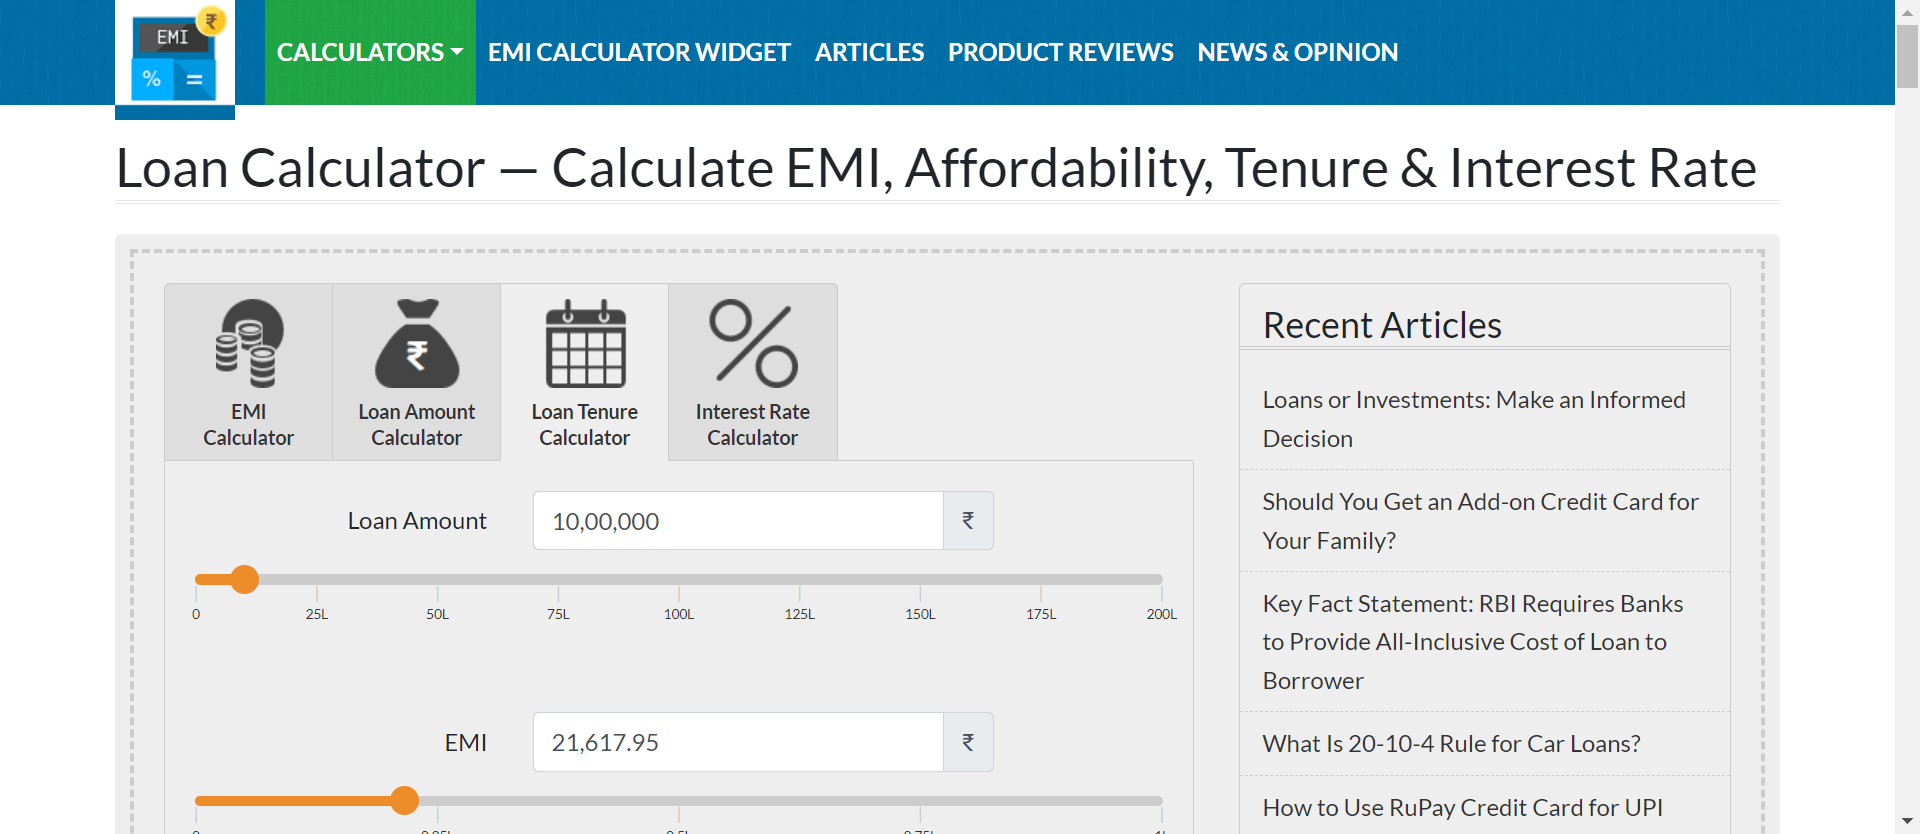 EMI
₹
%
=
CALCULATORS
EMI CALCULATOR WIDGET
ARTICLES
PRODUCT REVIEWS
NEWS & OPINION
Loan Calculator — Calculate EMI, Affordability, Tenure & Interest Rate
EMI
Calculator
₹
Loan Amount
Calculator
Loan Tenure
Calculator
Interest Rate
Calculator
Loan Amount
10,00,000
₹
0
25L
50L
75L
100L
125L
150L
175L
200L
EMI
21,617.95
₹
Recent Articles
Loans or Investments: Make an Informed
Decision
Should You Get an Add-on Credit Card for
Your Family?
Key Fact Statement: RBI Requires Banks
to Provide All-Inclusive Cost of Loan to
Borrower
What Is 20-10-4 Rule for Car Loans?
How to Use RuPay Credit Card for UPI